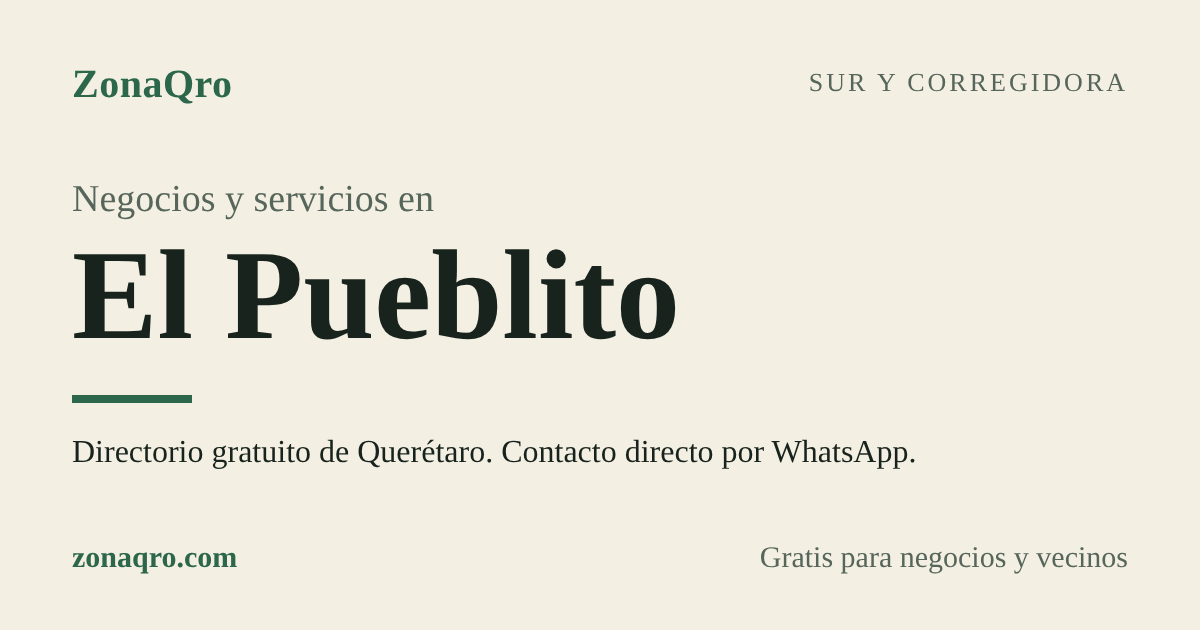 ZonaQro
SUR Y CORREGIDORA
Negocios y servicios en
El Pueblito
Directorio gratuito de Querétaro. Contacto directo por WhatsApp.
zonaqro.com
Gratis para negocios y vecinos